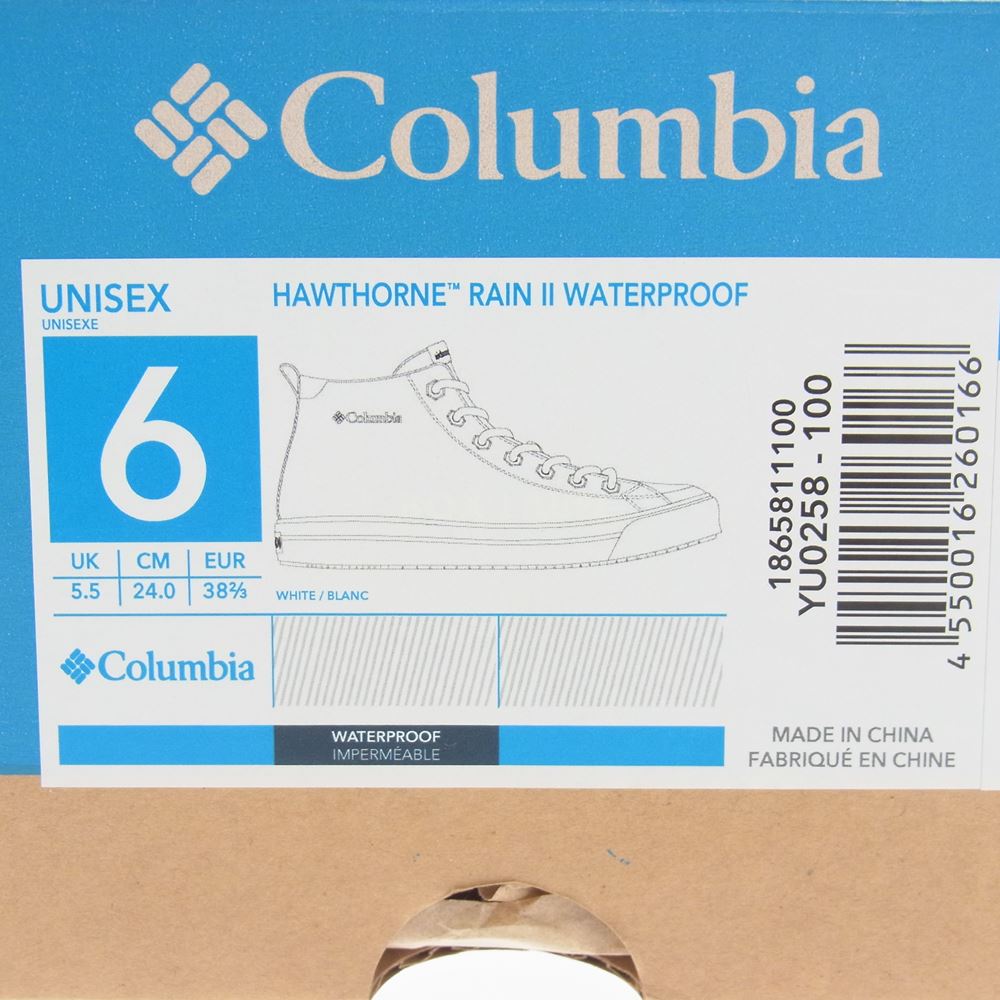 Columbia
UNISEX
UNISEXE
HAWTHORNE™ RAIN II WATERPROOF
6
UK CM EUR
5.5 24.0 38⅔
Columbia
WHITE / BLANC
Columbia
WATERPROOF
IMPERMÉABLE
1865811100
YU0258 - 100
4 550016 260166
MADE IN CHINA
FABRIQUÉ EN CHINE